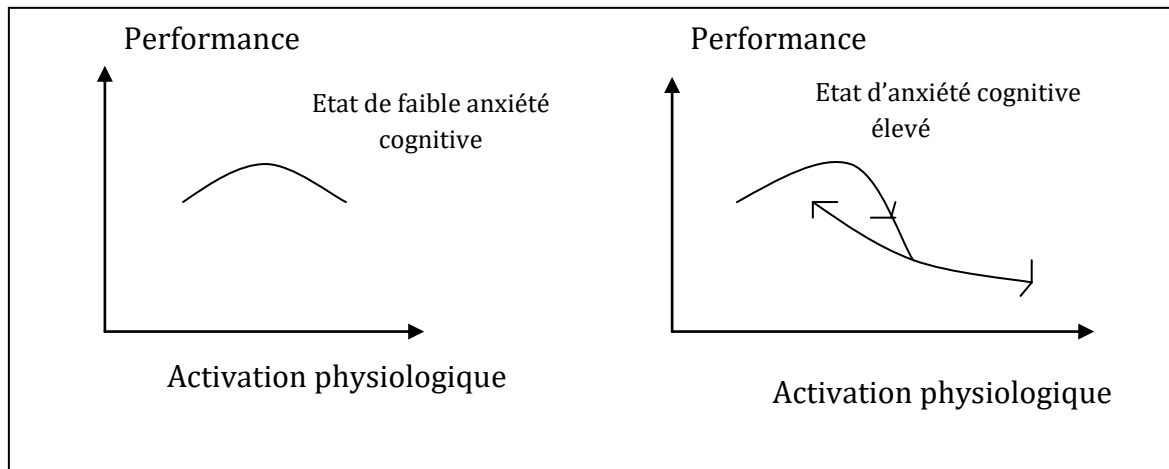 Performance
Etat de faible anxiété
cognitive
Activation physiologique
Performance
Etat d’anxiété cognitive
élevé
Activation physiologique